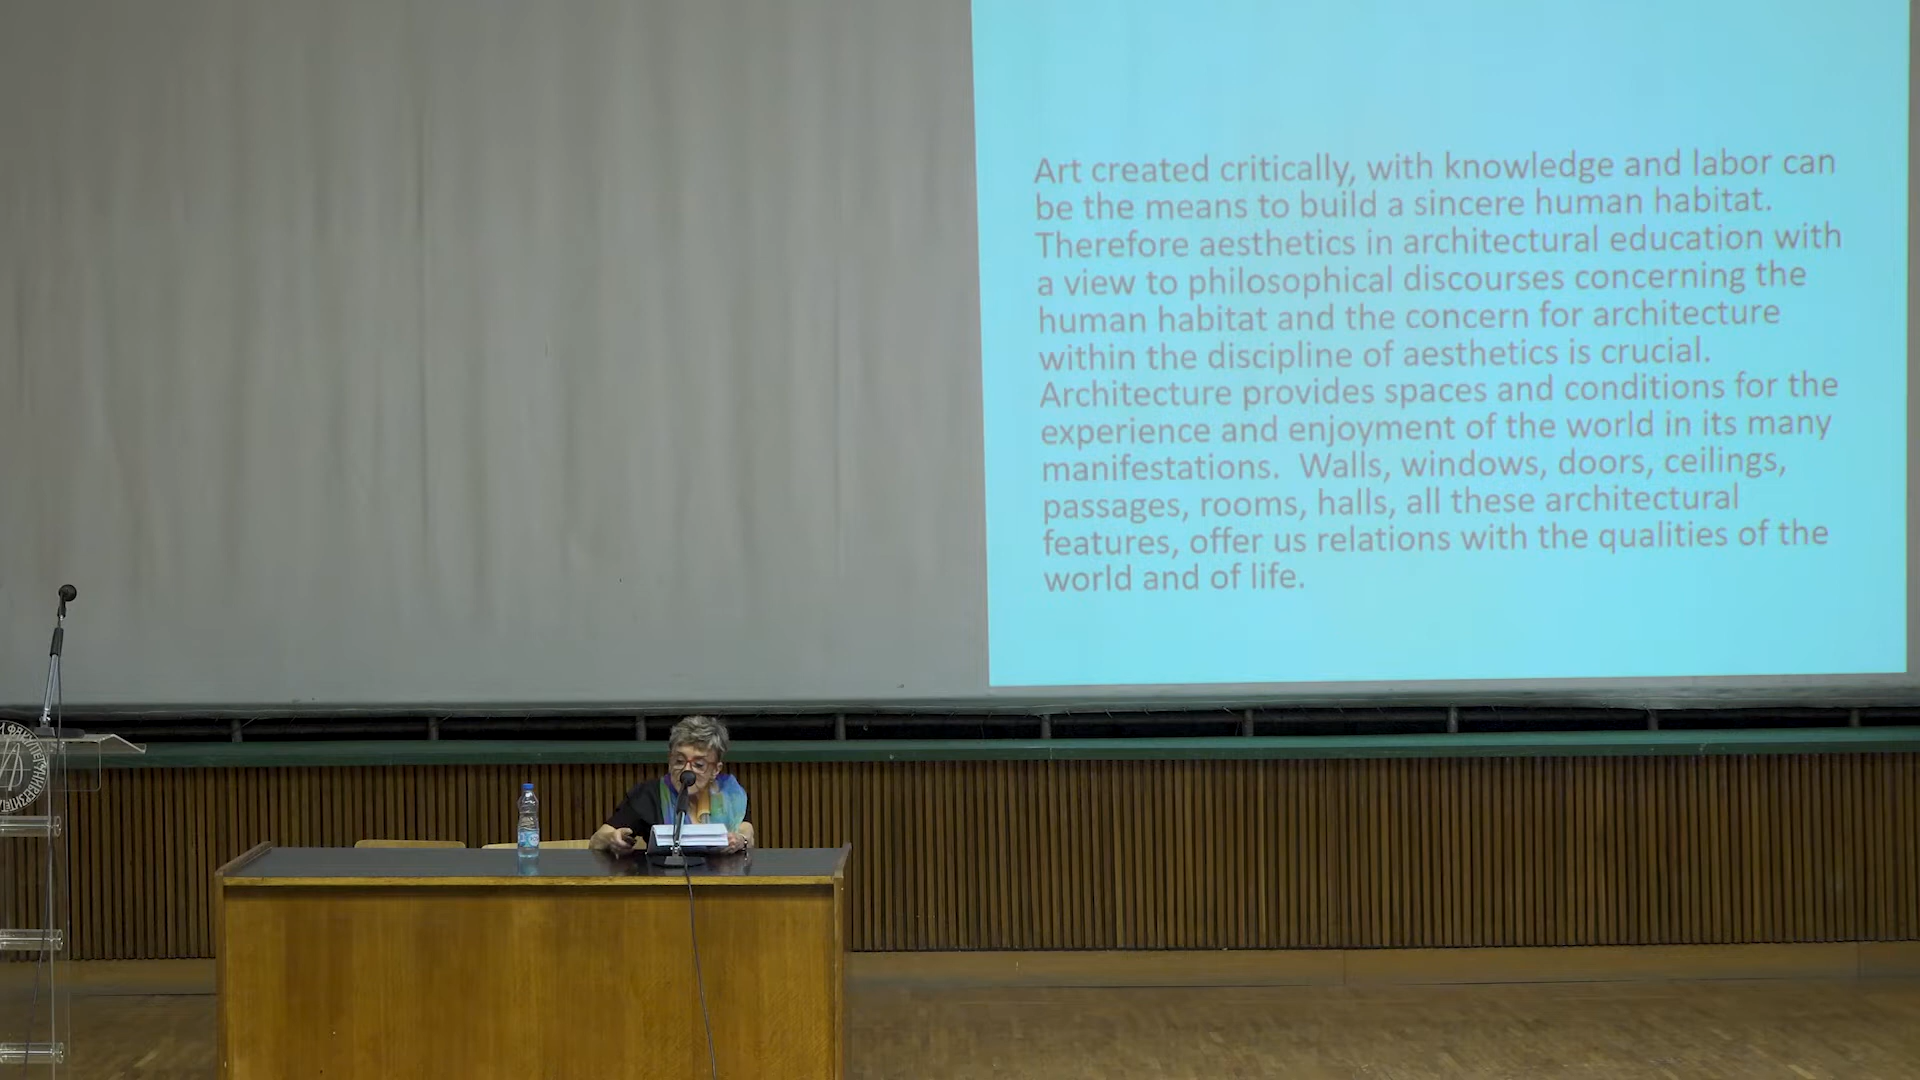 Art created critically, with knowledge and labor can
be the means to build a sincere human habitat.
Therefore aesthetics in architectural education with
a view to philosophical discourses concerning the
human habitat and the concern for architecture
within the discipline of aesthetics is crucial.
Architecture provides spaces and conditions for the
experience and enjoyment of the world in its many
manifestations.  Walls, windows, doors, ceilings,
passages, rooms, halls, all these architectural
features, offer us relations with the qualities of the
world and of life.